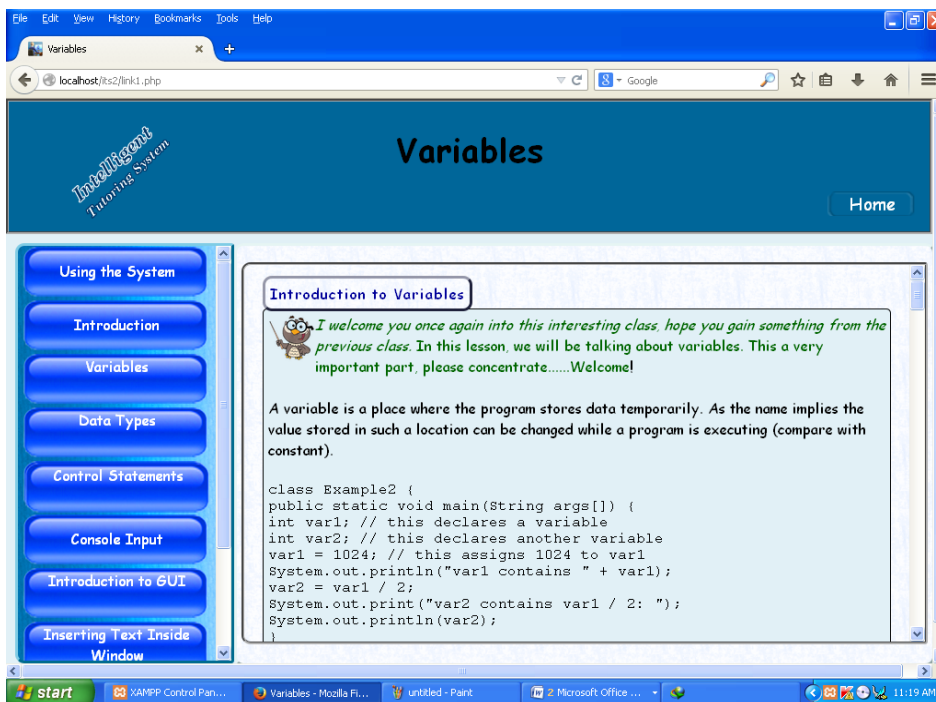 File Edit View History Bookmarks Tools Help
Variables × +
localhost/its2/link1.php
8 Google
Intelligent
Tutoring System
Variables
Home
Using the System
Introduction
Variables
Data Types
Control Statements
Console Input
Introduction to GUI
Inserting Text Inside
Window
Introduction to Variables
I welcome you once again into this interesting class, hope you gain something from the
previous class. In this lesson, we will be talking about variables. This a very
important part, please concentrate......Welcome!
A variable is a place where the program stores data temporarily. As the name implies the
value stored in such a location can be changed while a program is executing (compare with
constant).
class Example2 {
public static void main(String args[]) {
int var1; // this declares a variable
int var2; // this declares another variable
var1 = 1024; // this assigns 1024 to var1
System.out.println("var1 contains " + var1);
var2 = var1 / 2;
System.out.print("var2 contains var1 / 2: ");
System.out.println(var2);
}
start XAMPP Control Pan... Variables - Mozilla Fi... untitled - Paint 2 Microsoft Office ... 11:19 AM